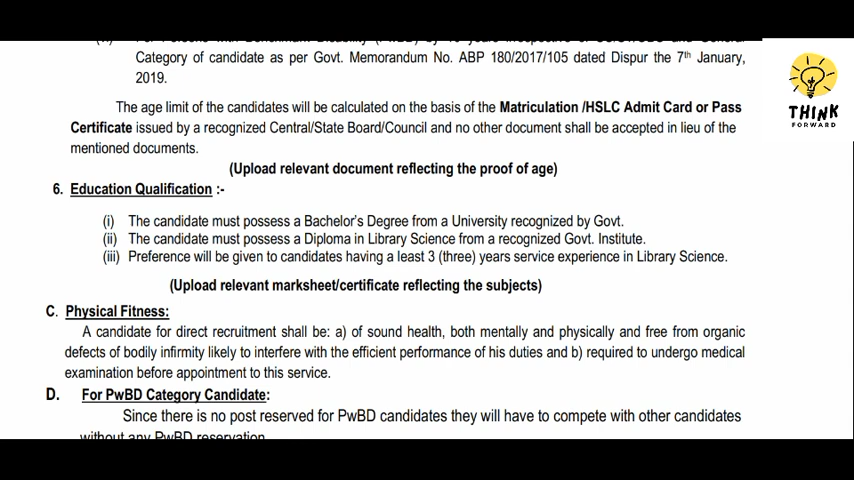 Category of candidate as per Govt. Memorandum No. ABP 180/2017/105 dated Dispur the 7th January,
2019.
The age limit of the candidates will be calculated on the basis of the Matriculation /HSLC Admit Card or Pass
Certificate issued by a recognized Central/State Board/Council and no other document shall be accepted in lieu of the
mentioned documents.
(Upload relevant document reflecting the proof of age)
6. Education Qualification :-
(i) The candidate must possess a Bachelor's Degree from a University recognized by Govt.
(ii) The candidate must possess a Diploma in Library Science from a recognized Govt. Institute.
(iii) Preference will be given to candidates having a least 3 (three) years service experience in Library Science.
(Upload relevant marksheet/certificate reflecting the subjects)
C. Physical Fitness:
A candidate for direct recruitment shall be: a) of sound health, both mentally and physically and free from organic
defects of bodily infirmity likely to interfere with the efficient performance of his duties and b) required to undergo medical
examination before appointment to this service.
D. For PwBD Category Candidate:
Since there is no post reserved for PwBD candidates they will have to compete with other candidates
without any PwBD reservation
THINK
FORWARD